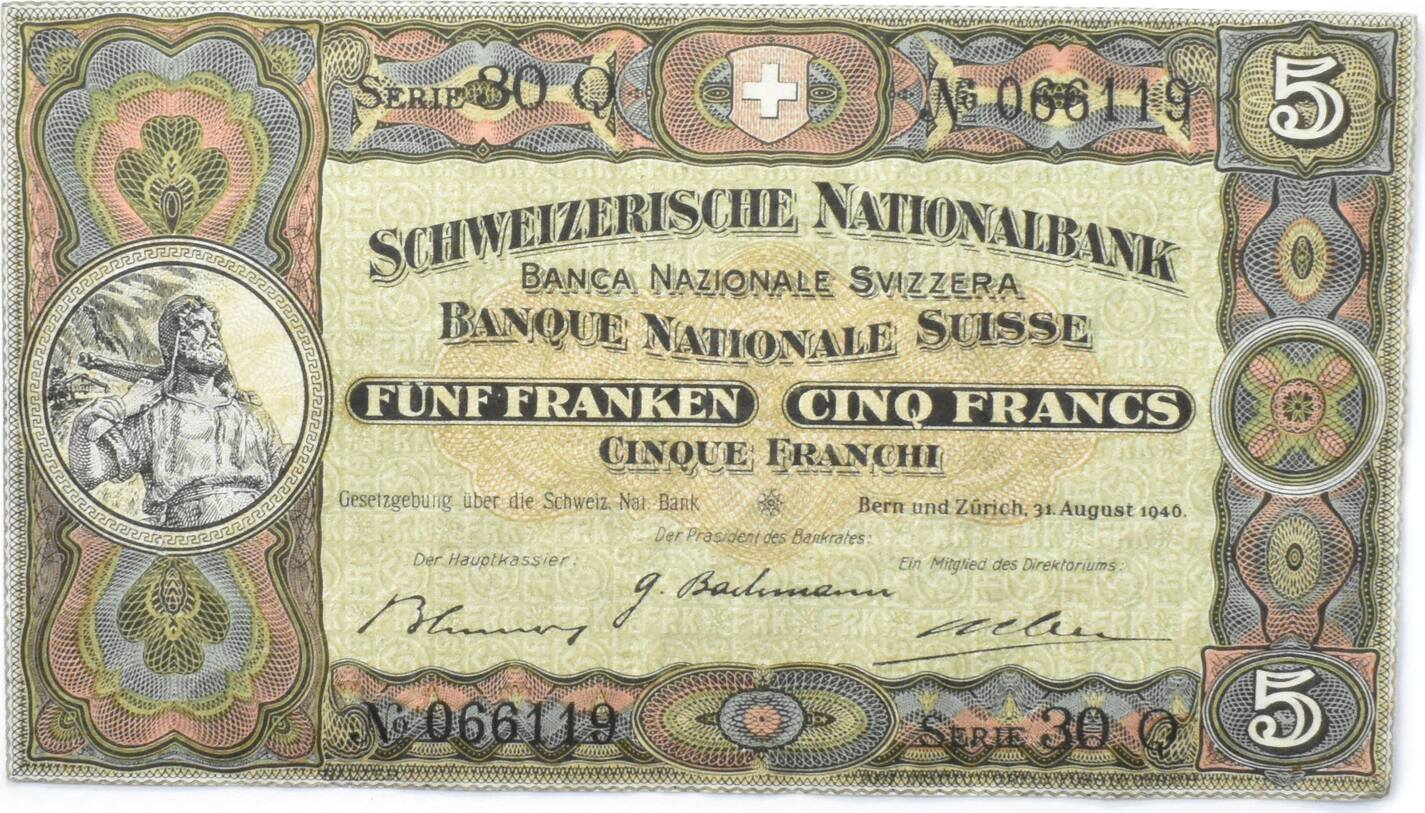 SERIE 30 Q
№ 066119
5
SCHWEIZERISCHE NATIONALBANK
BANCA NAZIONALE SVIZZERA
BANQUE NATIONALE SUISSE
FÜNF FRANKEN
CINQ FRANCS
CINQUE FRANCHI
Gesetzgebung über die Schweiz. Nat. Bank
Bern und Zürich, 31. August 1946.
Der Präsident des Bankrates:
Der Hauptkassier:
Ein Mitglied des Direktoriums:
G. Bachmann
№ 066119
SERIE 30 Q
5